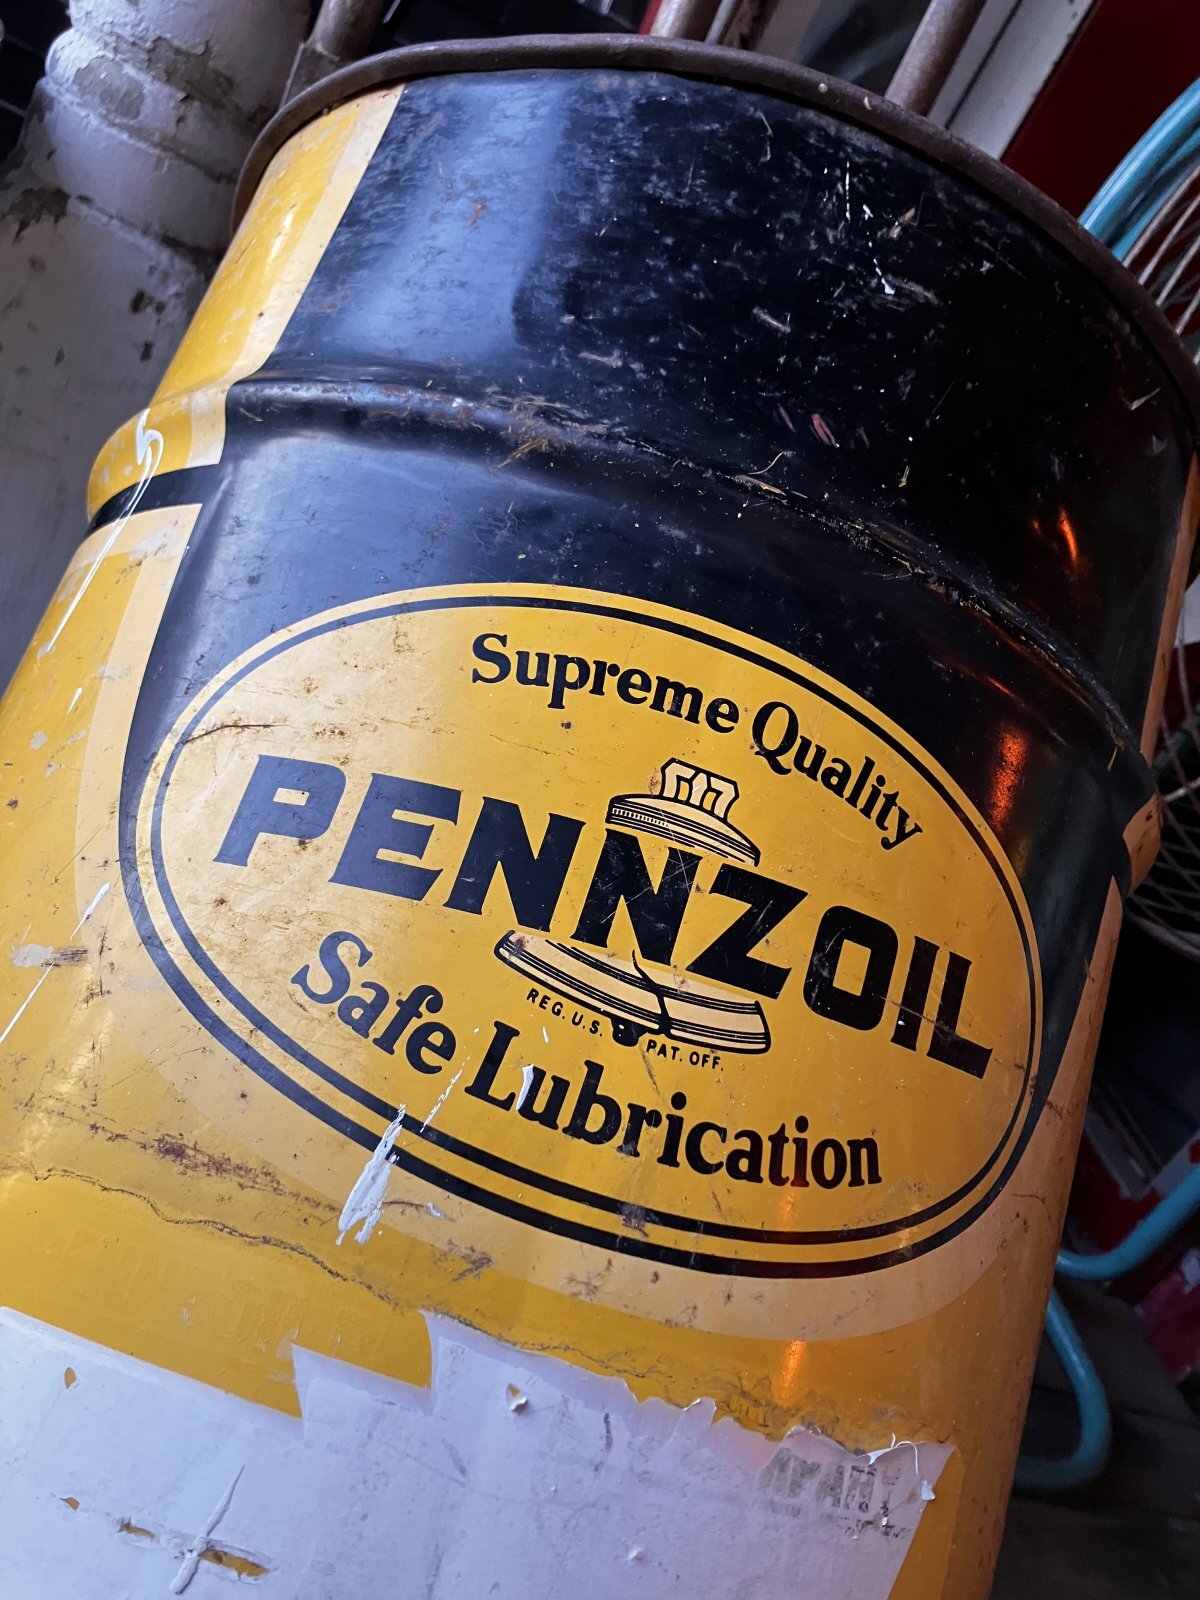 Supreme Quality
PENNZOIL
REG. U.S. PAT. OFF.
Safe Lubrication